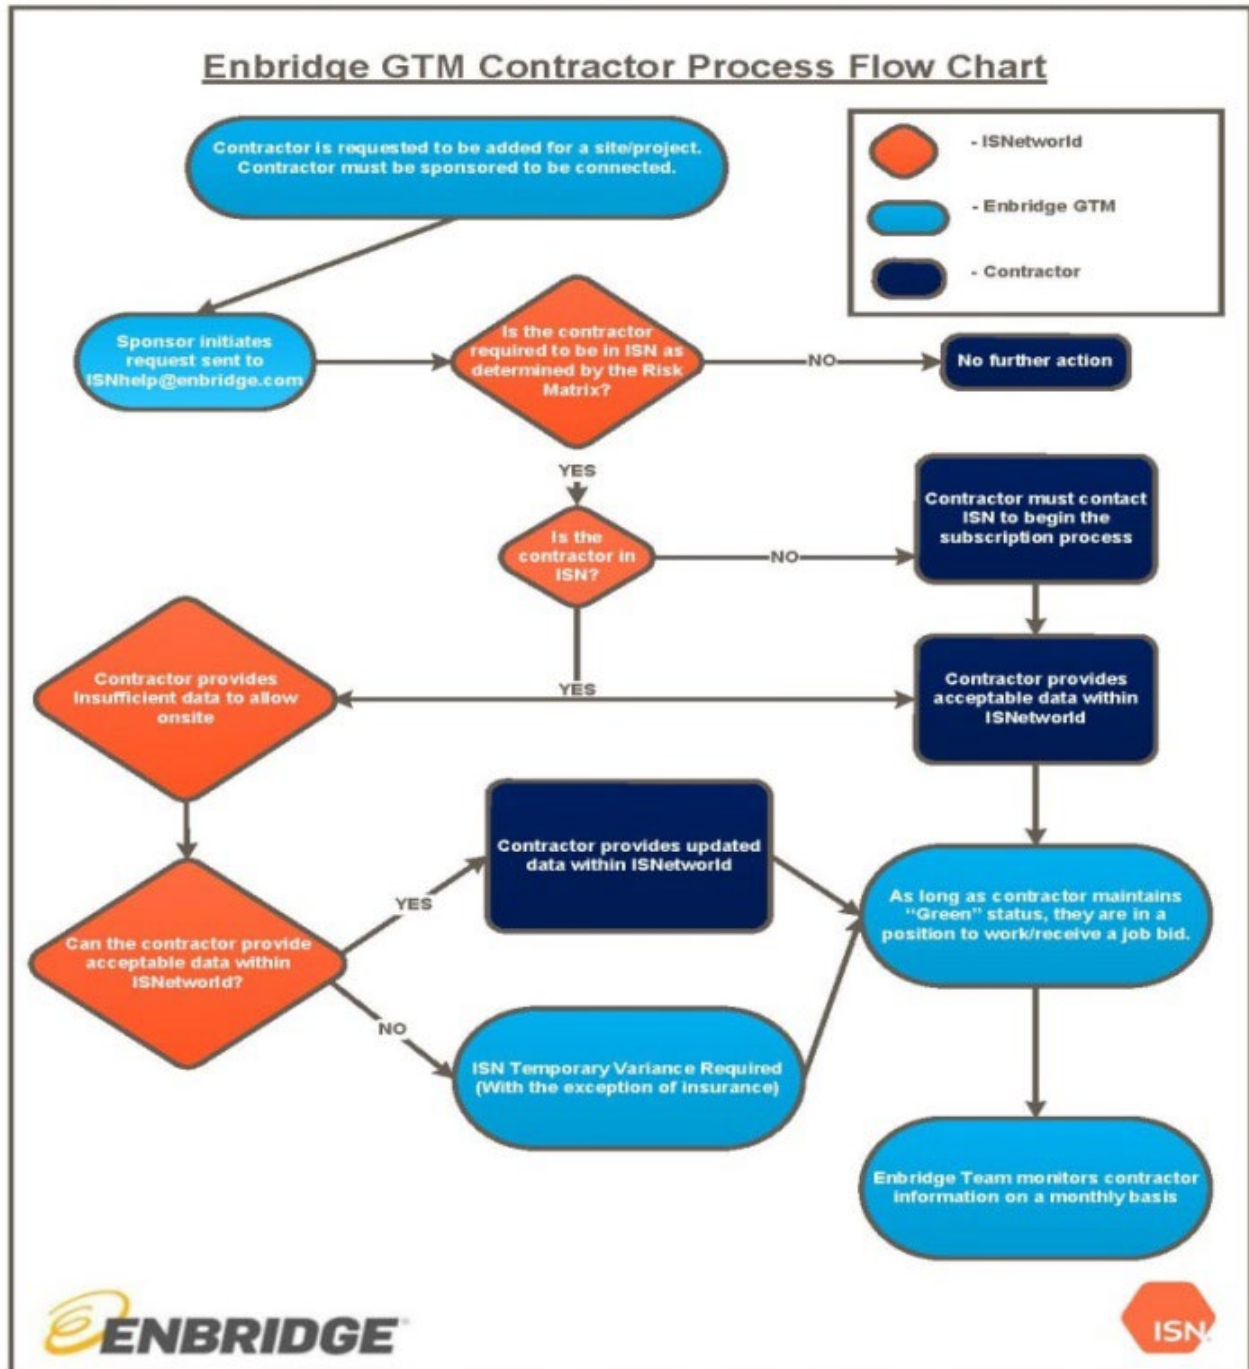 Enbridge GTM Contractor Process Flow Chart
Contractor is requested to be added for a site/project.
Contractor must be sponsored to be connected.
- ISNetworld
- Enbridge GTM
- Contractor
Sponsor initiates
request sent to
ISNhelp@enbridge.com
Is the contractor
required to be in ISN as
determined by the Risk
Matrix?
NO
No further action
YES
Is the
contractor in
ISN?
NO
Contractor must contact
ISN to begin the
subscription process
YES
Contractor provides
Insufficient data to allow
onsite
Contractor provides
acceptable data within
ISNetworld
Can the contractor provide
acceptable data within
ISNetworld?
YES
Contractor provides updated
data within ISNetworld
NO
ISN Temporary Variance Required
(With the exception of insurance)
As long as contractor maintains
“Green” status, they are in a
position to work/receive a job bid.
Enbridge Team monitors contractor
information on a monthly basis
ENBRIDGE
ISN